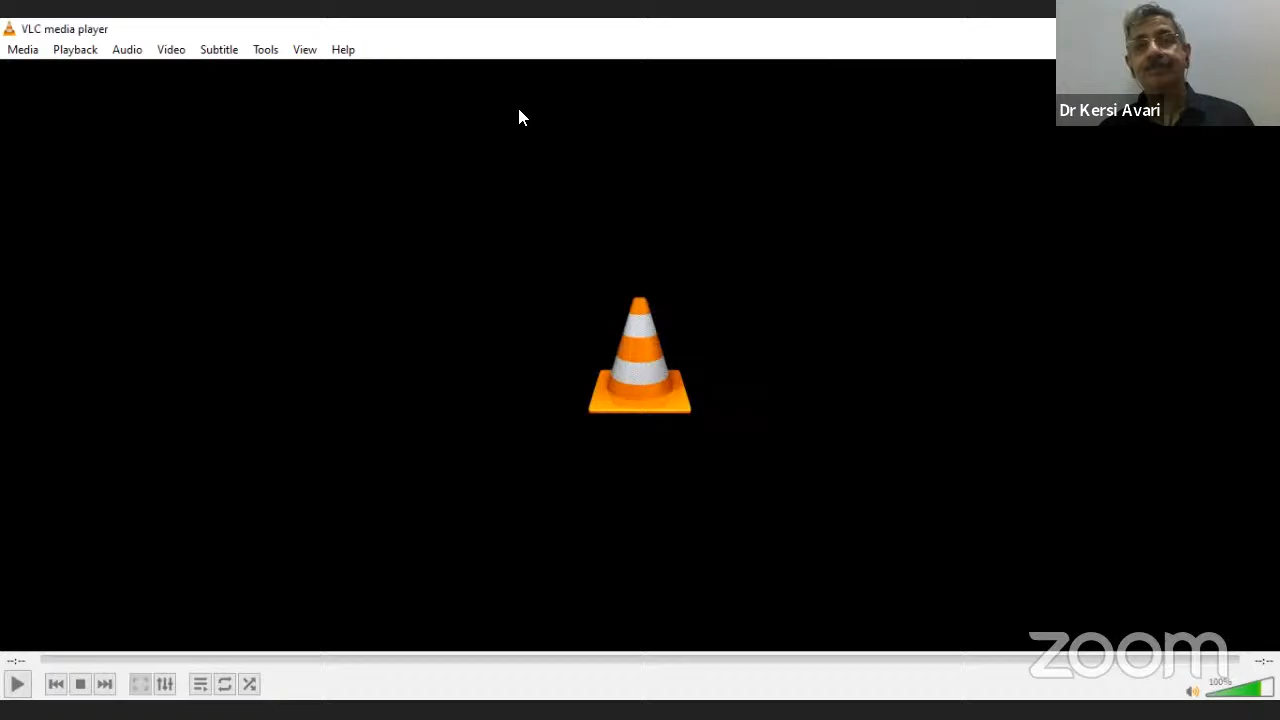 VLC media player
Media Playback Audio Video Subtitle Tools View Help
Dr Kersi Avari
--:-- --:--
zoom
100%